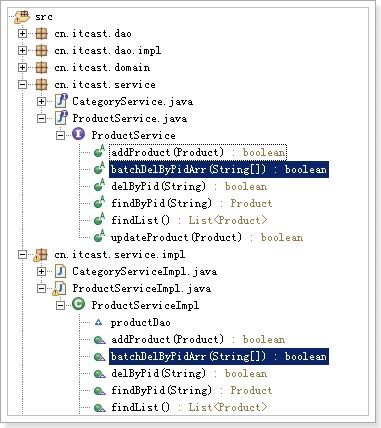 src
cn.itcast.dao
cn.itcast.dao.impl
cn.itcast.domain
cn.itcast.service
CategoryService.java
ProductService.java
ProductService
addProduct(Product) : boolean
batchDelByPidArr(String[]) : boolean
delByPid(String) : boolean
findByPid(String) : Product
findList() : List<Product>
updateProduct(Product) : boolean
cn.itcast.service.impl
CategoryServiceImpl.java
ProductServiceImpl.java
ProductServiceImpl
productDao
addProduct(Product) : boolean
batchDelByPidArr(String[]) : boolean
delByPid(String) : boolean
findByPid(String) : Product
findList() : List<Product>